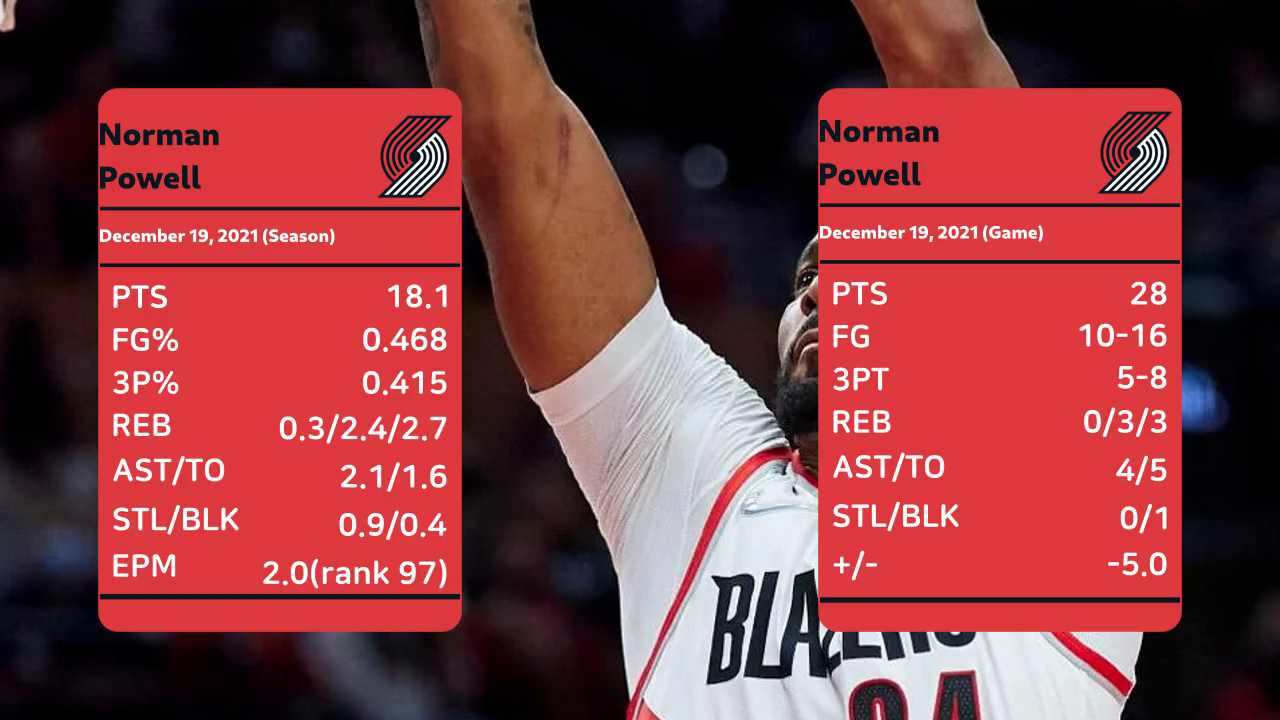 Norman
Powell
December 19, 2021 (Season)
PTS 18.1
FG% 0.468
3P% 0.415
REB 0.3/2.4/2.7
AST/TO 2.1/1.6
STL/BLK 0.9/0.4
EPM 2.0(rank 97)
Norman
Powell
December 19, 2021 (Game)
PTS 28
FG 10-16
3PT 5-8
REB 0/3/3
AST/TO 4/5
STL/BLK 0/1
+/- -5.0